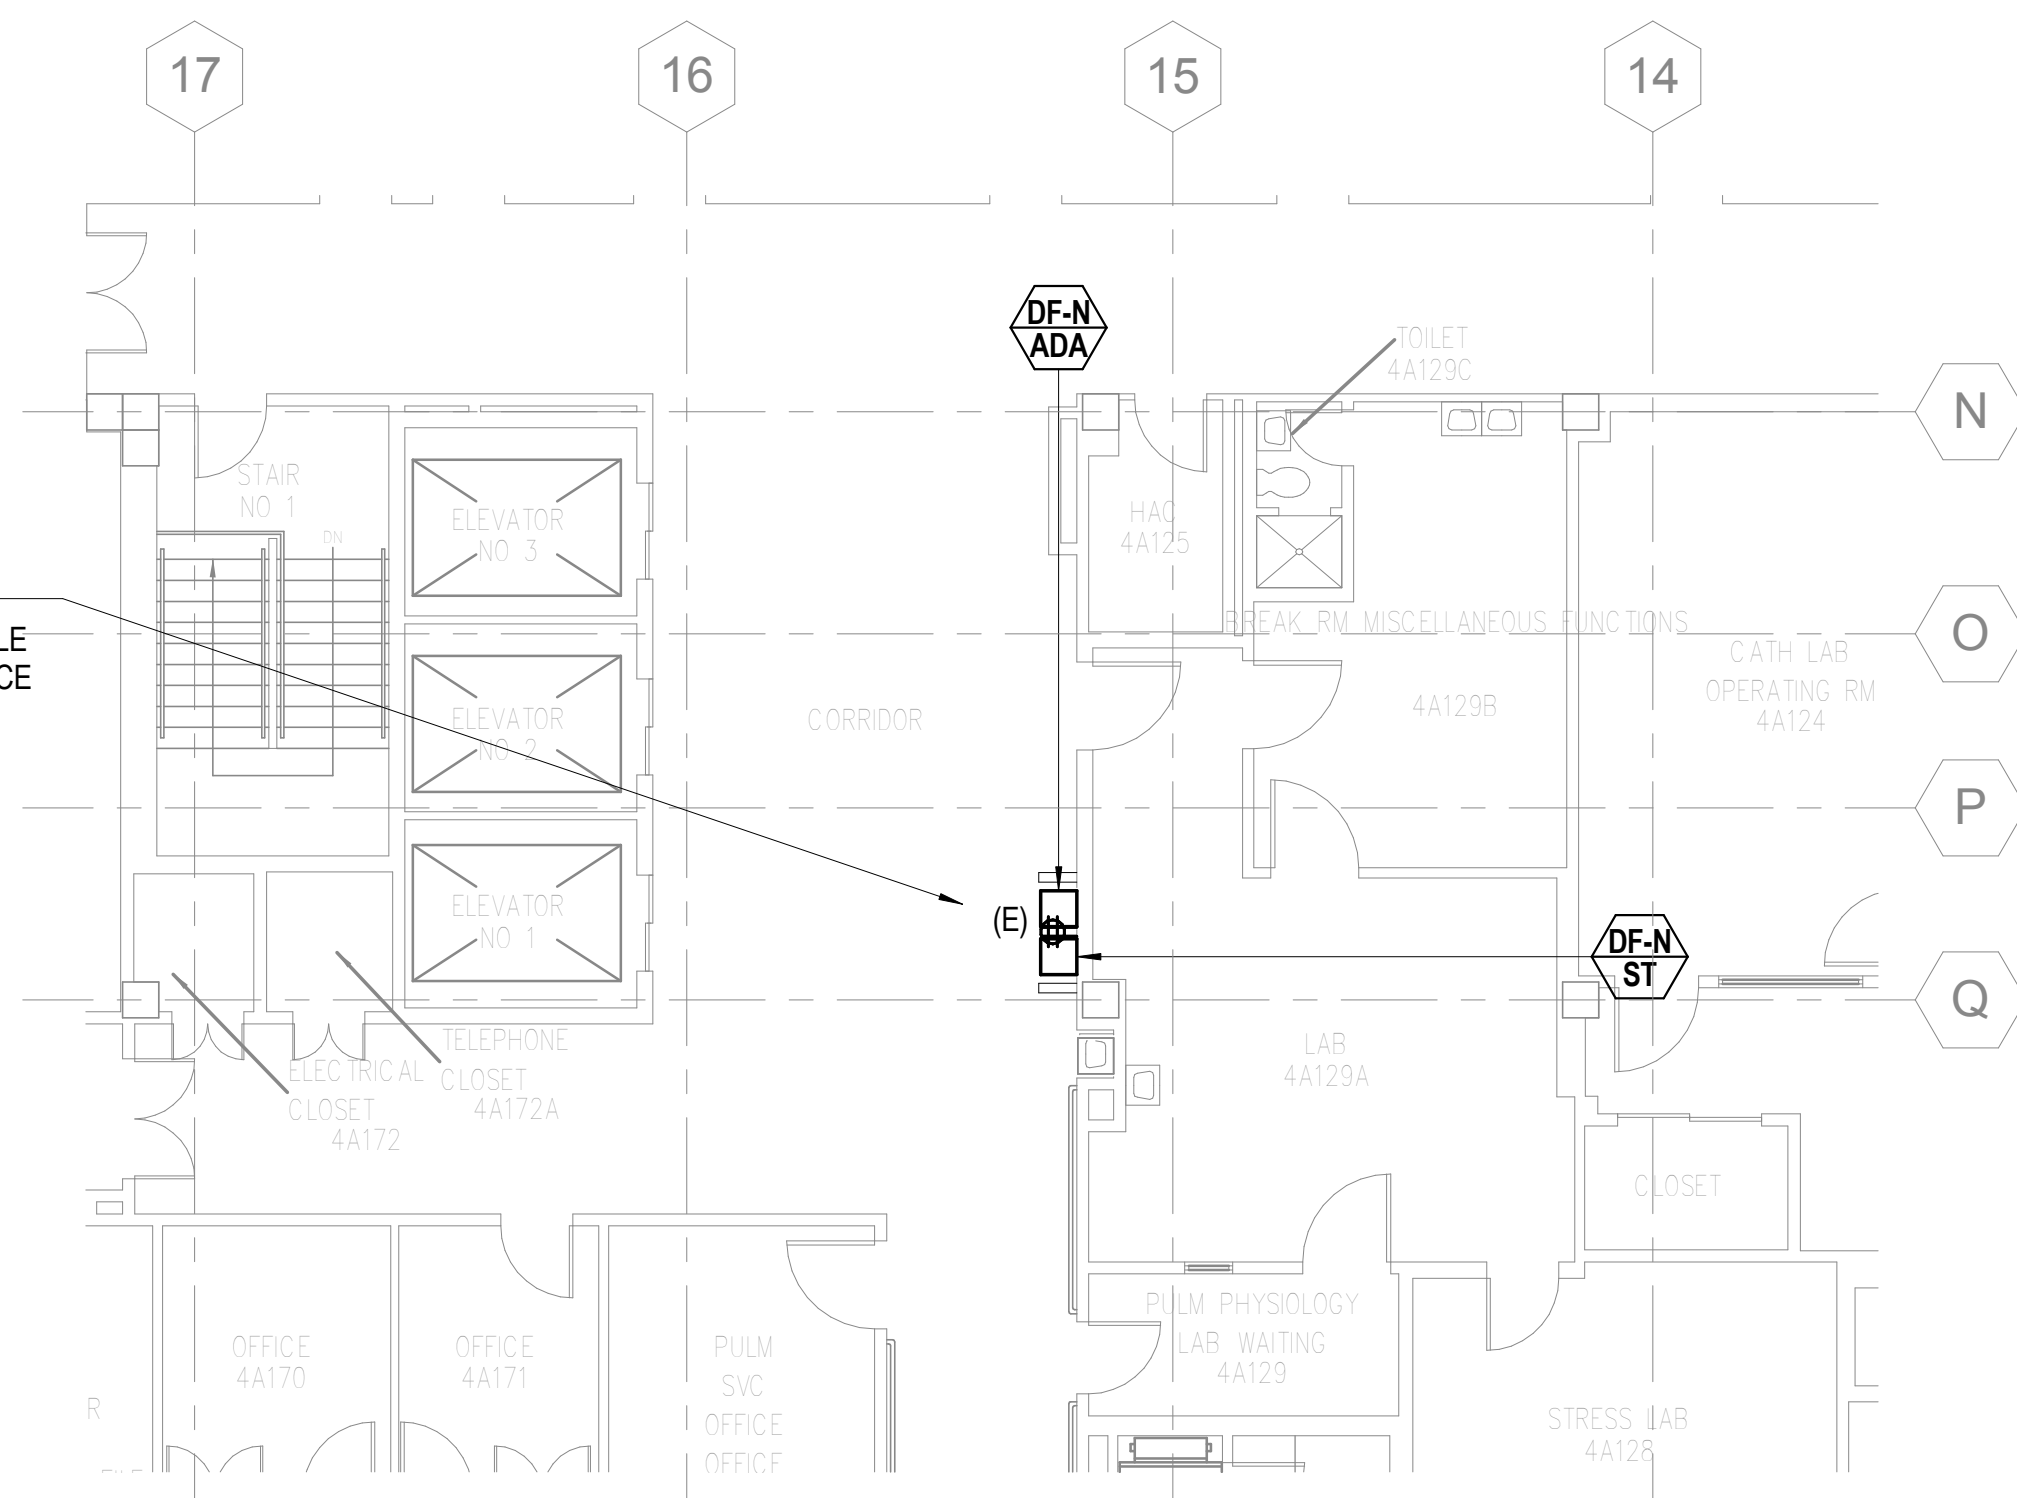 17
16
15
14
DF-N
ADA
TOILET
4A129C
N
STAIR
NO 1
DN
ELEVATOR
NO 3
HAC
4A125
BREAK RM MISCELLANEOUS FUNCTIONS
O
LE
CE
CATH LAB
OPERATING RM
4A124
ELEVATOR
NO 2
CORRIDOR
4A129B
P
ELEVATOR
NO 1
(E)
DF-N
ST
Q
TELEPHONE
CLOSET
4A172A
ELECTRICAL
CLOSET
4A172
LAB
4A129A
CLOSET
OFFICE
4A170
OFFICE
4A171
PULM
SVC
OFFICE
OFFICE
PULM PHYSIOLOGY
LAB WAITING
4A129
R
STRESS LAB
4A128